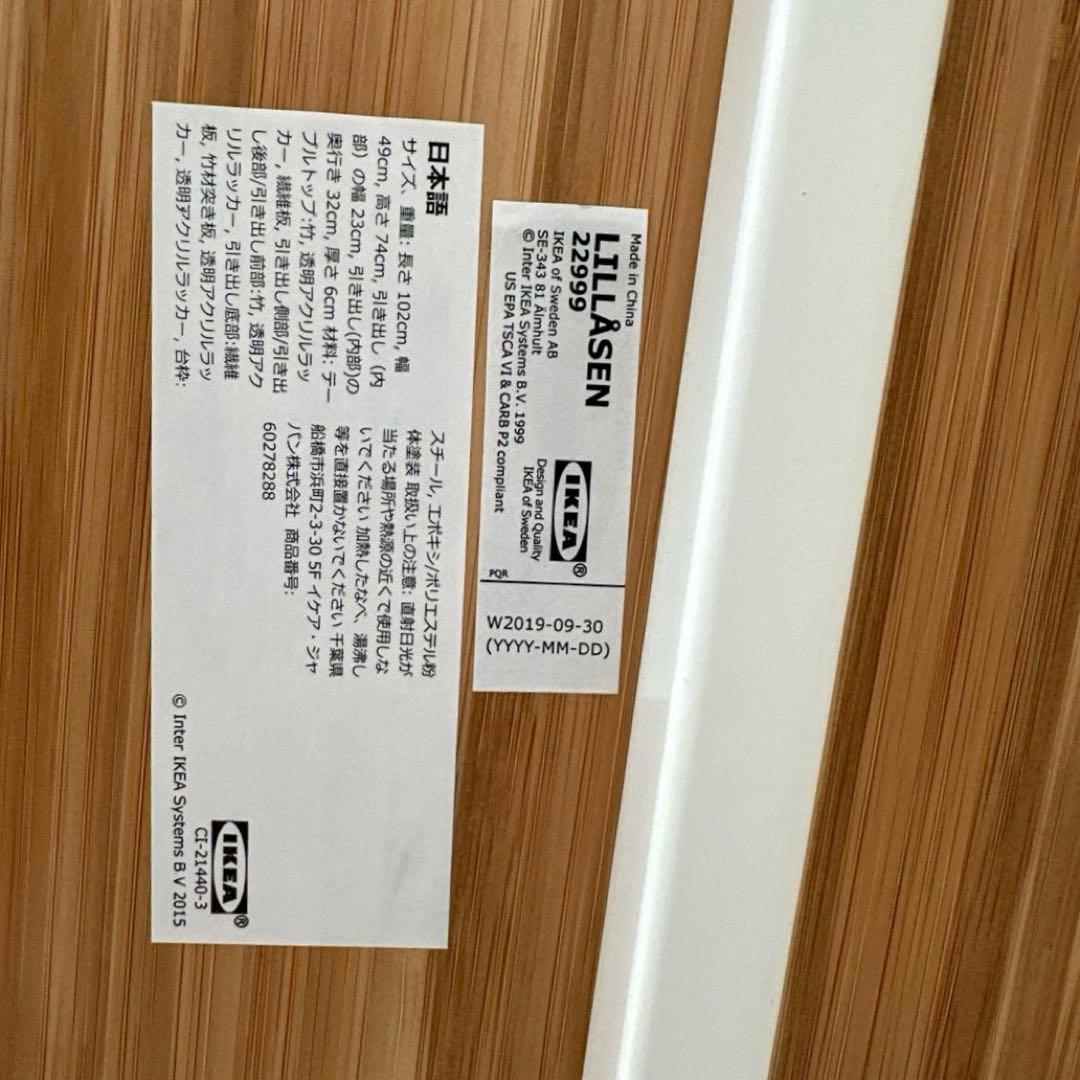 日本語
サイズ、重量: 長さ 102cm, 幅
49cm, 高さ 74cm, 引き出し (内
部) の幅 23cm, 引き出し(内部)の
奥行き 32cm, 厚さ 6cm 材料: テー
ブルトップ:竹, 透明アクリルラッ
カー, 繊維板, 引き出し側部/引き出
し後部/引き出し前部:竹, 透明アク
リルラッカー, 引き出し底部:繊維
板, 竹材突き板, 透明アクリルラッ
カー, 透明アクリルラッカー, 台枠:
スチール, エポキシ/ポリエステル粉
体塗装 取扱い上の注意: 直射日光が
当たる場所や熱源の近くで使用しな
いでください 加熱したなべ、湯沸し
等を直接置かないでください 千葉県
船橋市浜町2-3-30 5F イケア・ジャ
パン株式会社 商品番号:
60278288
IKEA®
CI-21440-3
© Inter IKEA Systems B.V 2015
Made in China
LILLÅSEN
22999
IKEA of Sweden AB
SE-343 81 Älmhult
© Inter IKEA Systems B.V. 1999
US EPA TSCA VI & CARB P2 compliant
IKEA®
Design and Quality
IKEA of Sweden
PQR
W2019-09-30
(YYYY-MM-DD)